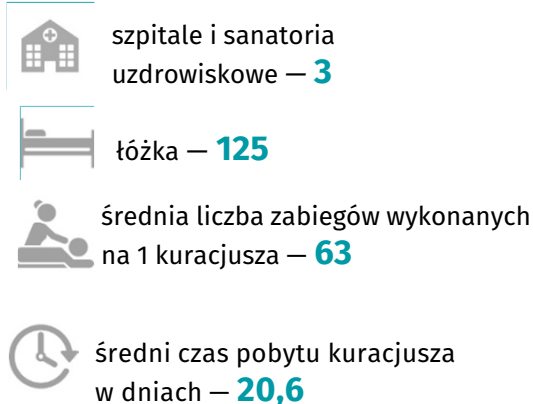 szpitale i sanatoria
uzdrowiskowe — 3
łóżka — 125
średnia liczba zabiegów wykonanych
na 1 kuracjusza — 63
średni czas pobytu kuracjusza
w dniach — 20,6